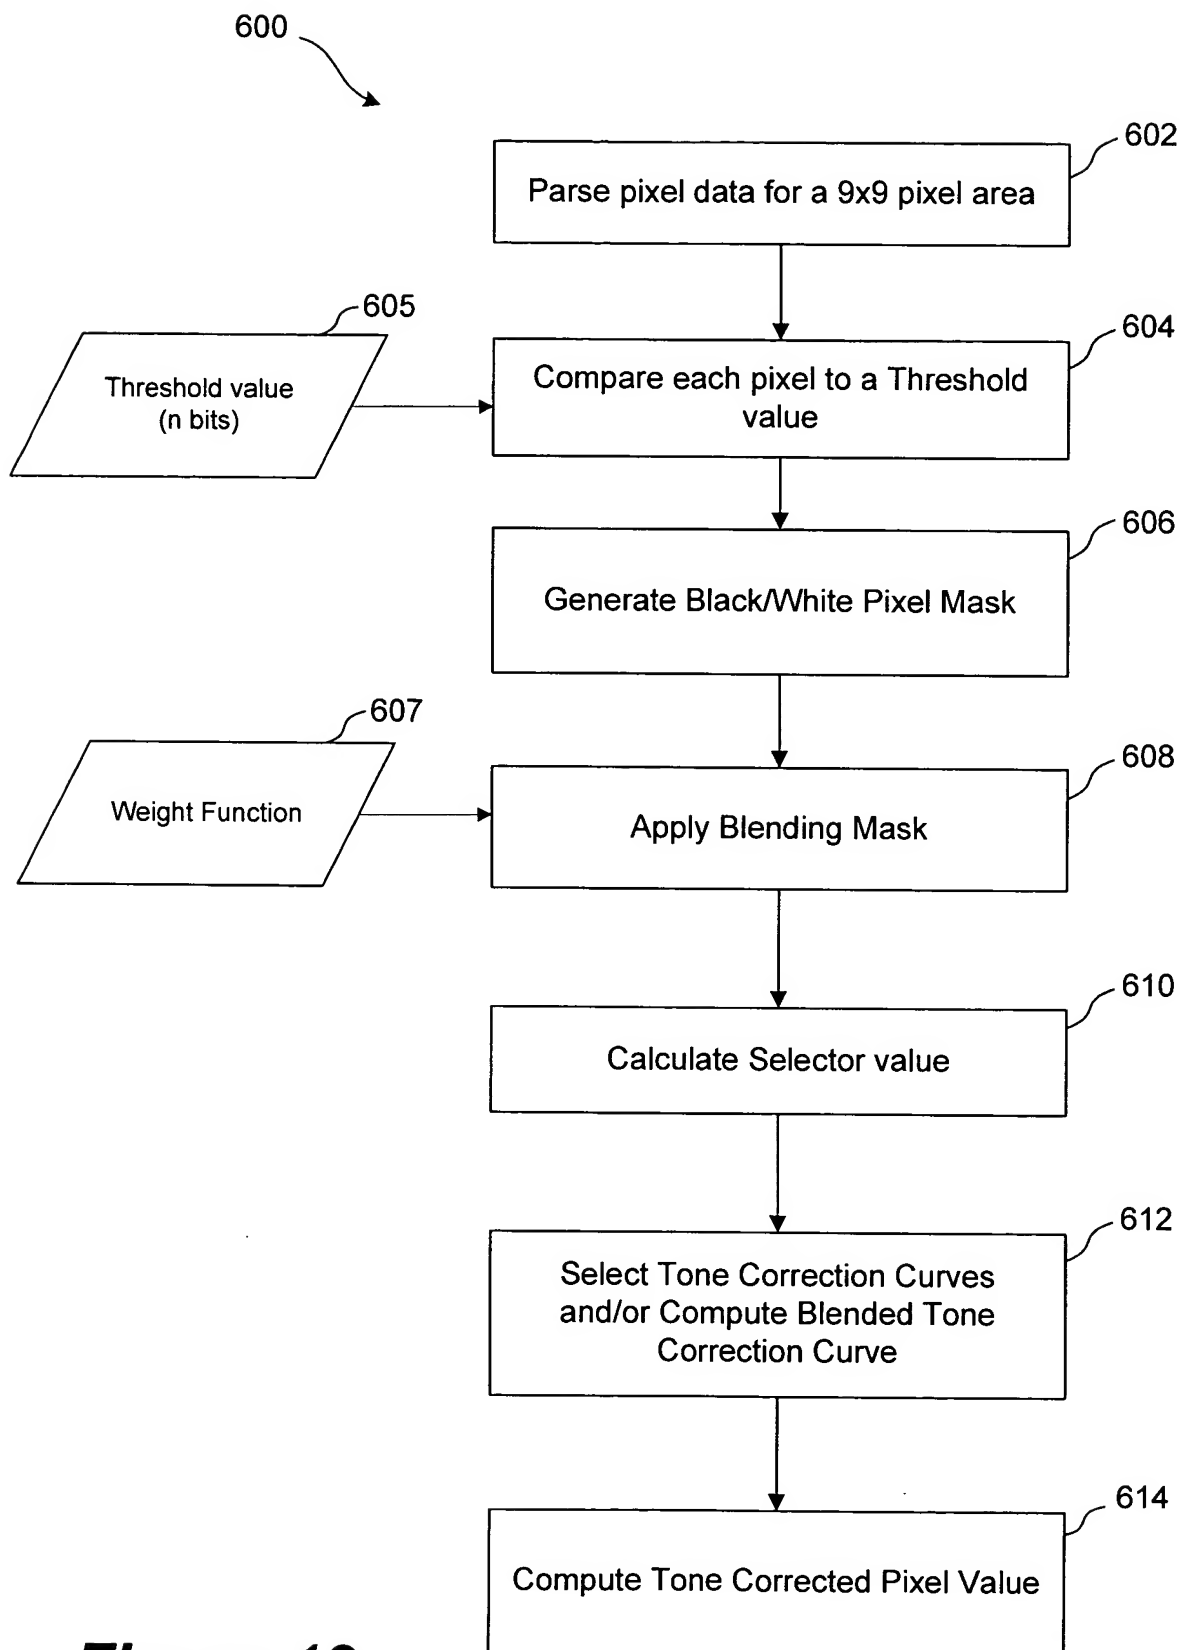 600
602
Parse pixel data for a 9x9 pixel area
605
604
Threshold value
(n bits)
Compare each pixel to a Threshold
value
606
Generate Black/White Pixel Mask
607
608
Weight Function
Apply Blending Mask
610
Calculate Selector value
612
Select Tone Correction Curves
and/or Compute Blended Tone
Correction Curve
614
Compute Tone Corrected Pixel Value